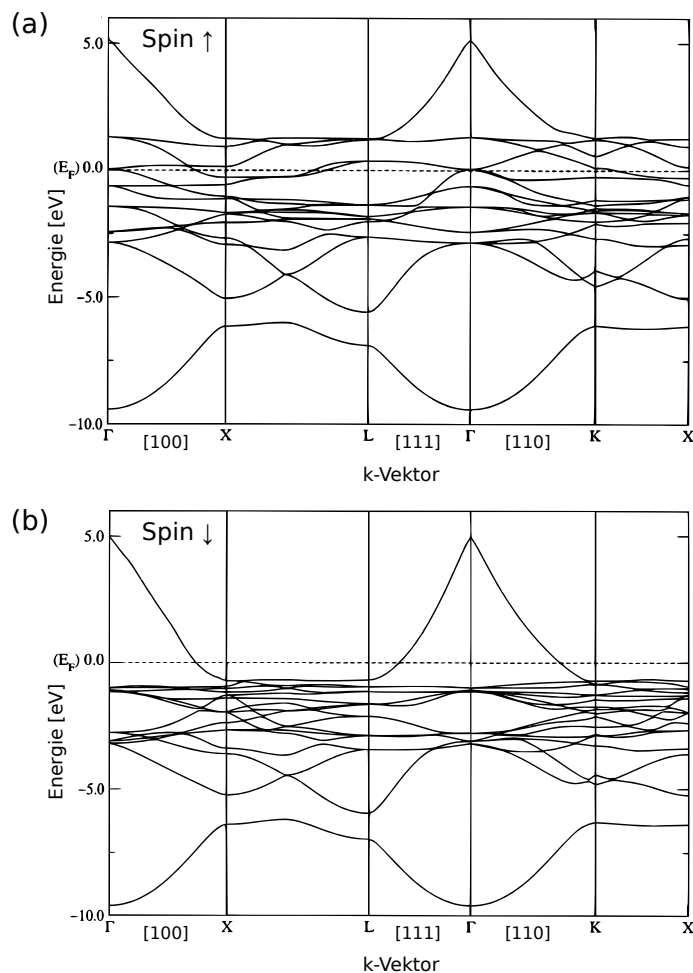 (a)
Spin ↑
5.0
(E_F) 0.0
−5.0
−10.0
Energie [eV]
Γ X L Γ K X
[100] [111] [110]
k-Vektor
(b)
Spin ↓
5.0
(E_F) 0.0
−5.0
−10.0
Energie [eV]
Γ X L Γ K X
[100] [111] [110]
k-Vektor